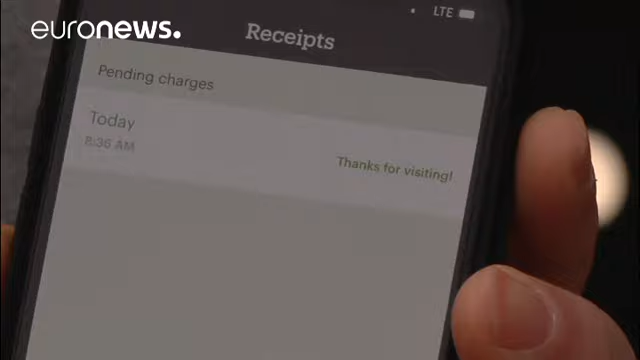 euronews.
LTE
Receipts
Pending charges
Today
8:36 AM
Thanks for visiting!